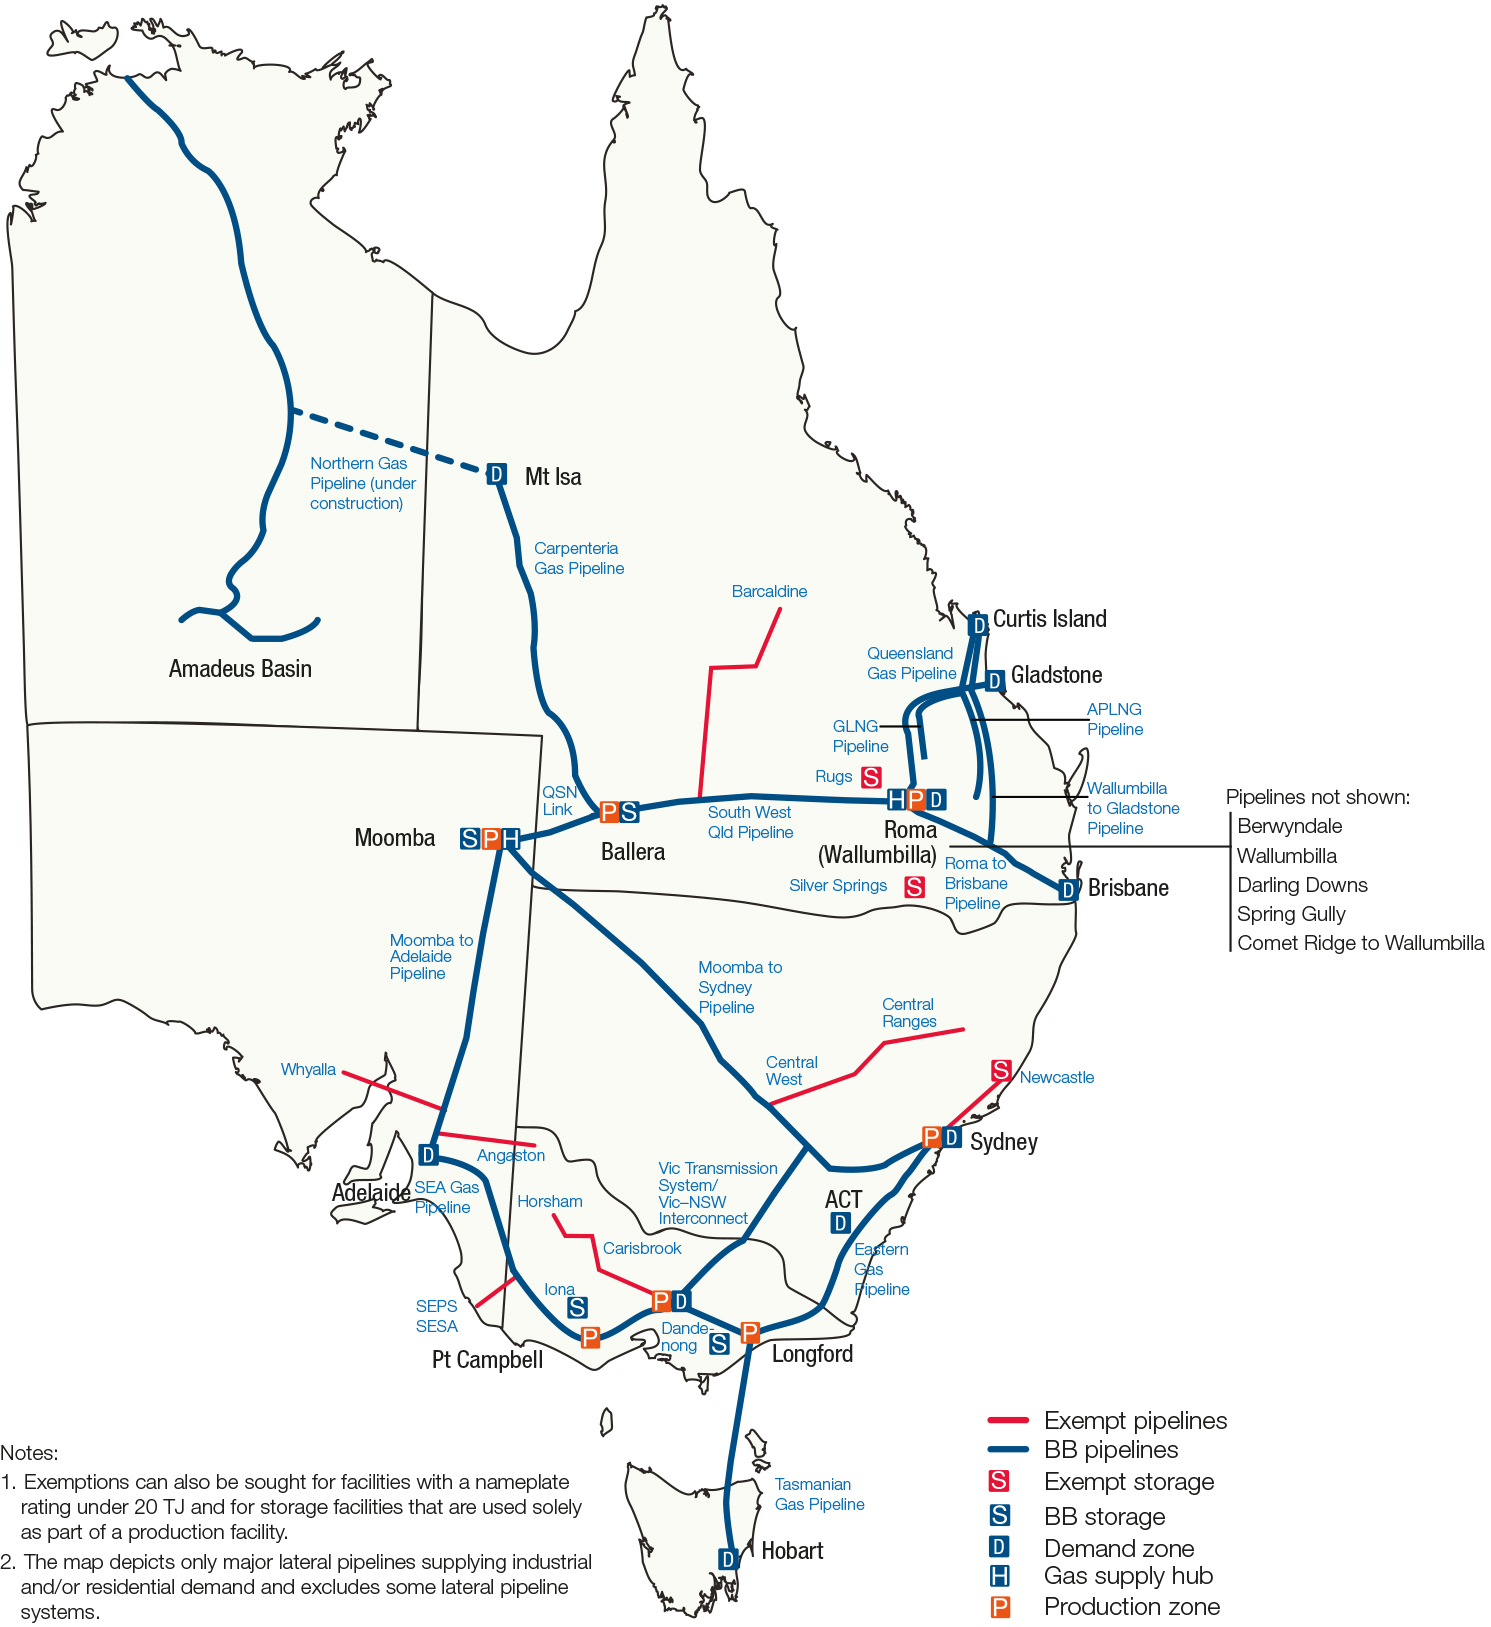 Northern Gas
Pipeline (under
construction)
D
Mt Isa
Carpenteria
Gas Pipeline
Barcaldine
Amadeus Basin
D
Curtis Island
Queensland
Gas Pipeline
D
Gladstone
APLNG
Pipeline
GLNG
Pipeline
Rugs
S
Wallumbilla
to Gladstone
Pipeline
QSN
Link
P S
Ballera
South West
Qld Pipeline
H P D
Roma
(Wallumbilla)
Moomba
S P H
Silver Springs
S
Roma to
Brisbane
Pipeline
D
Brisbane
Pipelines not shown:
Berwyndale
Wallumbilla
Darling Downs
Spring Gully
Comet Ridge to Wallumbilla
Moomba to
Adelaide
Pipeline
Moomba to
Sydney
Pipeline
Central
Ranges
Central
West
Whyalla
S
Newcastle
P D
Sydney
D
Adelaide
Angaston
SEA Gas
Pipeline
Horsham
Carisbrook
Vic Transmission
System/
Vic–NSW
Interconnect
ACT
D
Eastern
Gas
Pipeline
SEPS
SESA
Iona
S
P
Pt Campbell
P D
Dande-
nong
S
P
Longford
Tasmanian
Gas Pipeline
D
Hobart
Notes:
1. Exemptions can also be sought for facilities with a nameplate
rating under 20 TJ and for storage facilities that are used solely
as part of a production facility.
2. The map depicts only major lateral pipelines supplying industrial
and/or residential demand and excludes some lateral pipeline
systems.
Exempt pipelines
BB pipelines
S Exempt storage
S BB storage
D Demand zone
H Gas supply hub
P Production zone